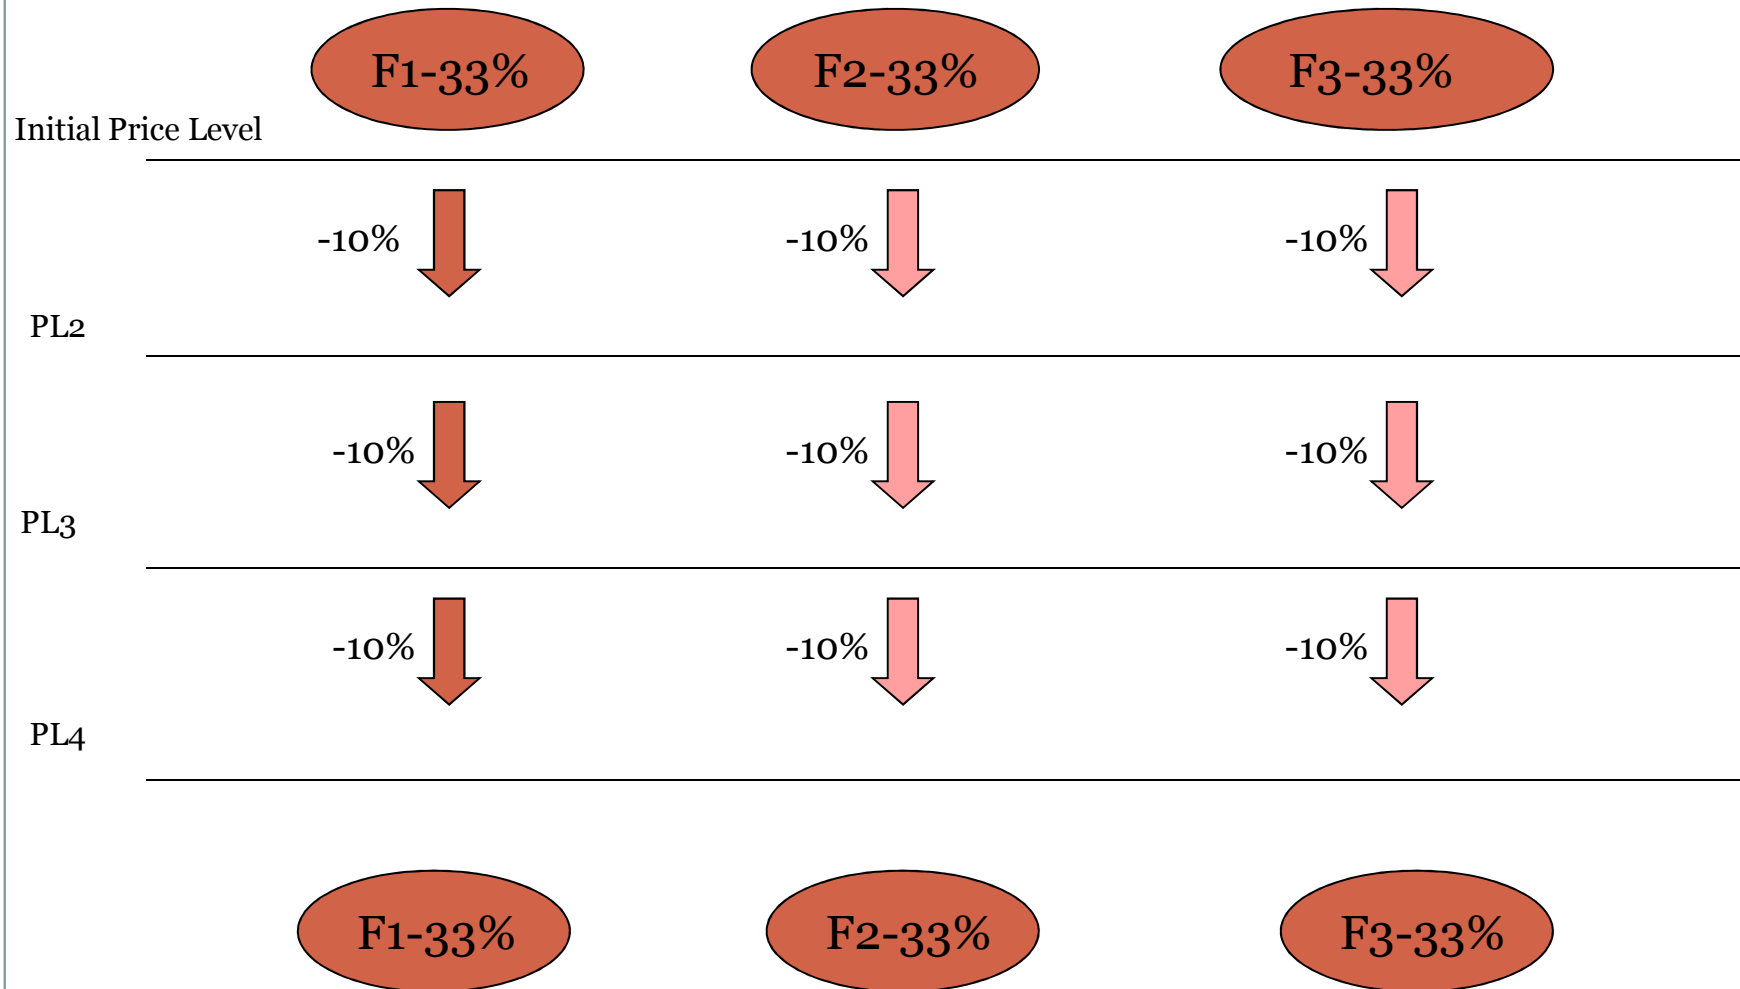 F1-33% F2-33% F3-33%
Initial Price Level
-10% -10% -10%
PL2
-10% -10% -10%
PL3
-10% -10% -10%
PL4
F1-33% F2-33% F3-33%